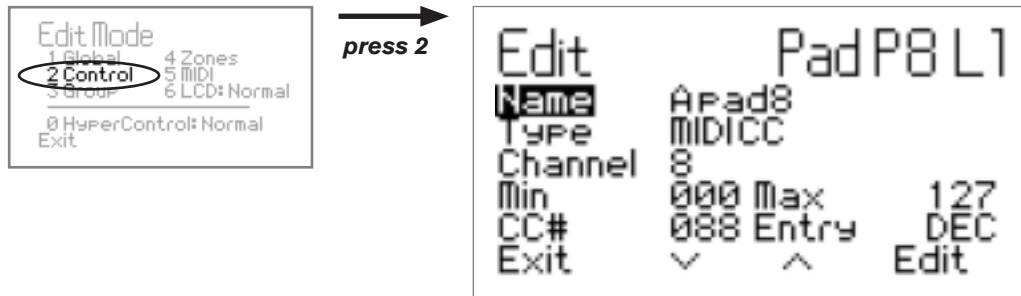 Edit Mode
1 Global 4 Zones
2 Control 5 MIDI
3 Group 6 LCD: Normal
0 HyperControl: Normal
Exit
press 2
Edit Pad P8 L1
Name Apad8
Type MIDICC
Channel 8
Min 000 Max 127
CC# 088 Entry DEC
Exit Edit